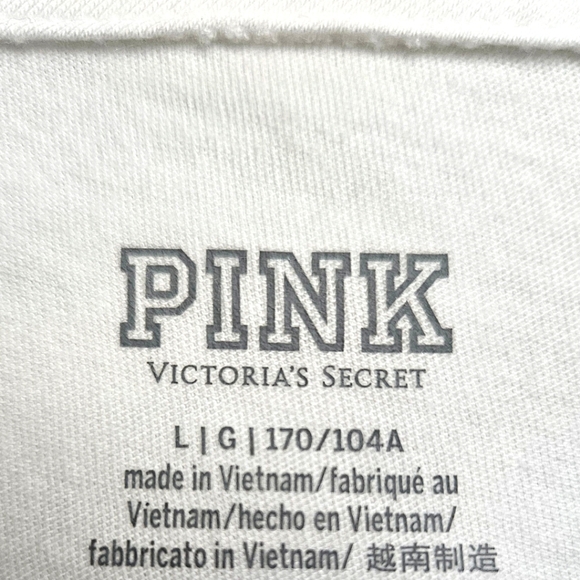 PINK
VICTORIA'S SECRET
L | G | 170/104A
made in Vietnam/fabriqué au
Vietnam/hecho en Vietnam/
fabbricato in Vietnam/ 越南制造